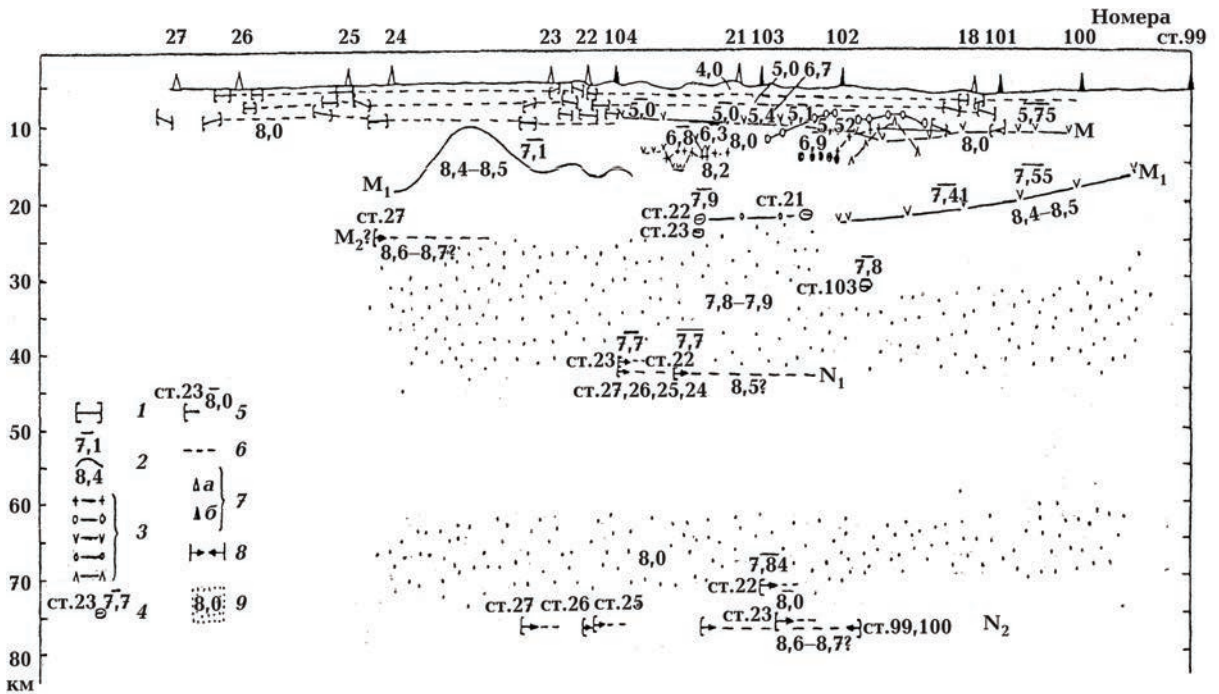 Номера
27 26 25 24 23 22 104 21 103 102 18 101 100 ст.99
4,0 5,0 6,7
10 8,0 5,0 5,0 5,4 5,1 5,52 5,75 M
7,1 6,8 6,3 8,0 6,9 8,0
8,4–8,5 8,2
M₁ 7,41 7,55 M₁
20 ст.27 ст.22 7,9 ст.21 8,4–8,5
ст.23
M₂? 8,6–8,7?
30 7,8–7,9 ст.103 7,8
40 ст.23 7,7 ст.22 7,7
ст.27,26,25,24 8,5? N₁
50
60
70
80
км
8,0
7,84
ст.22
8,0
ст.27 ст.26 ст.25 ст.23 ст.99,100 N₂
8,6–8,7?
1
7,1
8,4 2
3
ст.23 7,7 4
ст.23 8,0 5
6
а
б 7
8
8,0 9